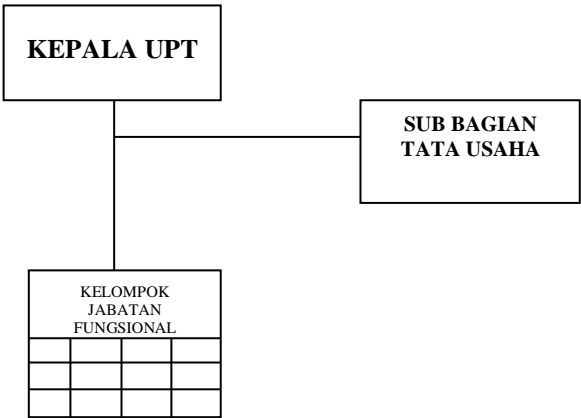 KEPALA UPT
SUB BAGIAN
TATA USAHA
KELOMPOK
JABATAN
FUNGSIONAL